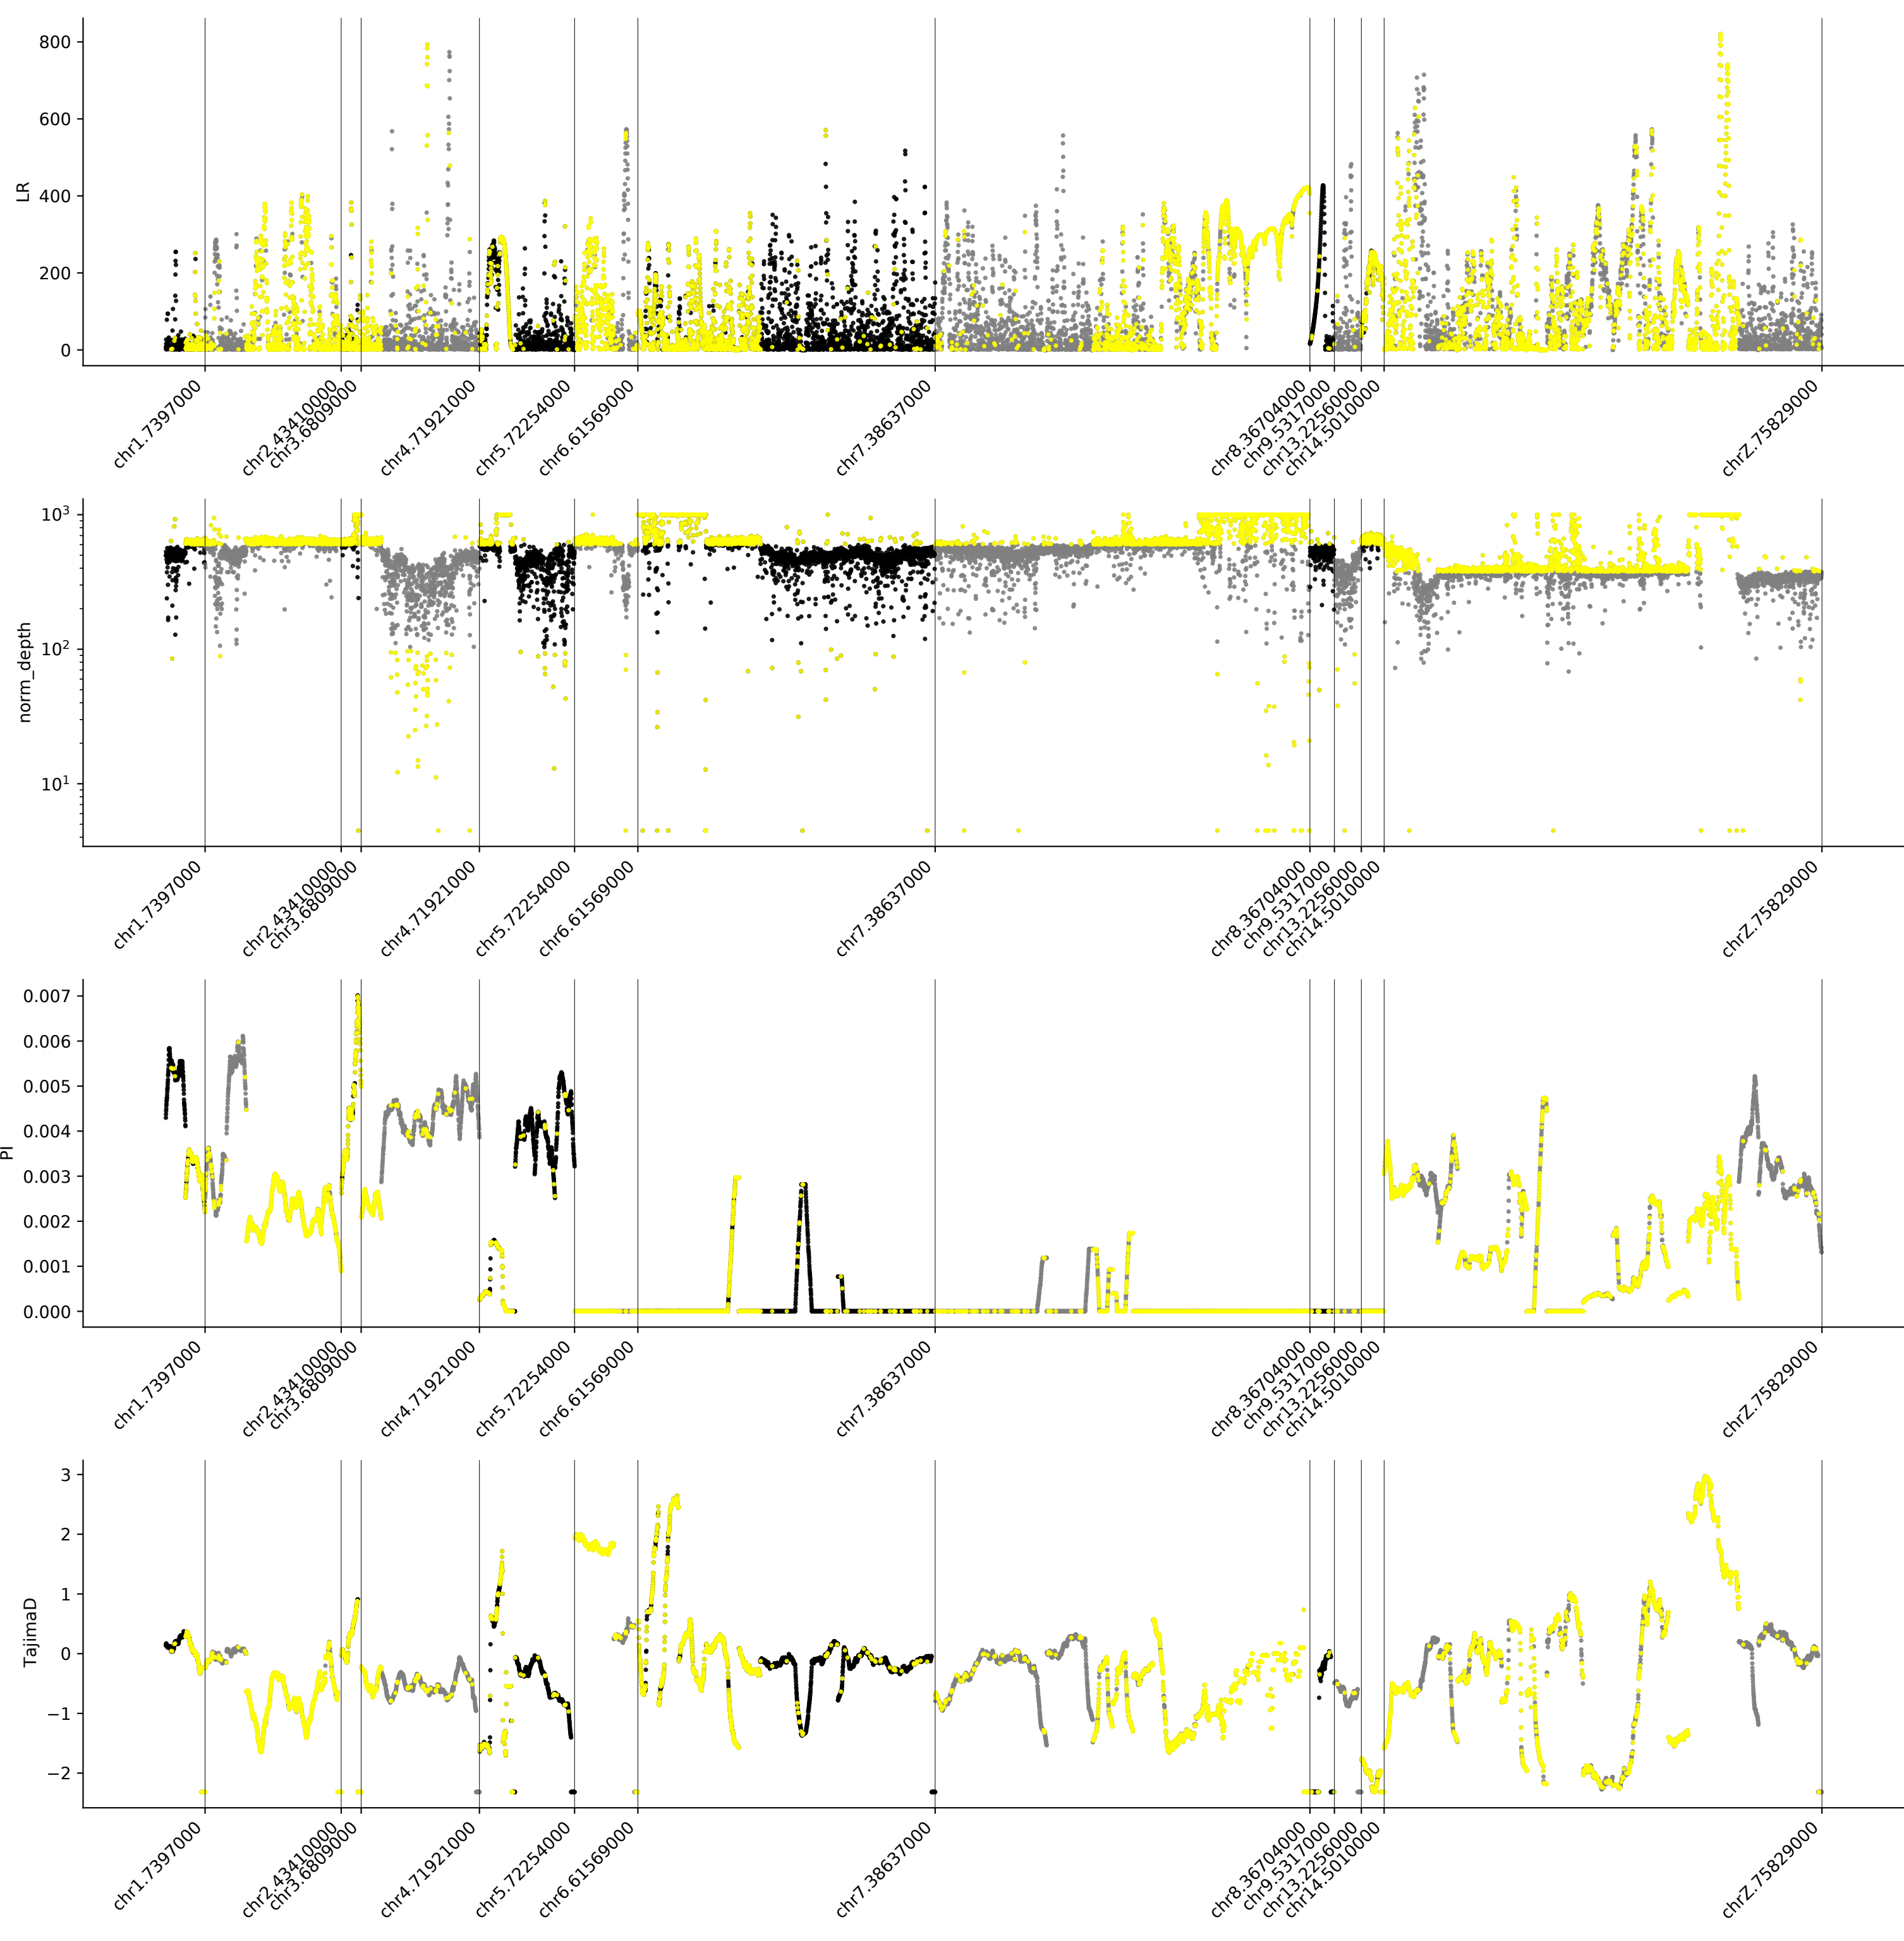 800
600
400
200
0
LR
chr1.7397000
chr2.43410000
chr3.6809000
chr4.71921000
chr5.72254000
chr6.61569000
chr7.38637000
chr8.36704000
chr9.5317000
chr13.2256000
chr14.5010000
chrZ.75829000
10³
10²
10¹
norm_depth
chr1.7397000
chr2.43410000
chr3.6809000
chr4.71921000
chr5.72254000
chr6.61569000
chr7.38637000
chr8.36704000
chr9.5317000
chr13.2256000
chr14.5010000
chrZ.75829000
0.007
0.006
0.005
0.004
0.003
0.002
0.001
0.000
PI
chr1.7397000
chr2.43410000
chr3.6809000
chr4.71921000
chr5.72254000
chr6.61569000
chr7.38637000
chr8.36704000
chr9.5317000
chr13.2256000
chr14.5010000
chrZ.75829000
3
2
1
0
−1
−2
TajimaD
chr1.7397000
chr2.43410000
chr3.6809000
chr4.71921000
chr5.72254000
chr6.61569000
chr7.38637000
chr8.36704000
chr9.5317000
chr13.2256000
chr14.5010000
chrZ.75829000